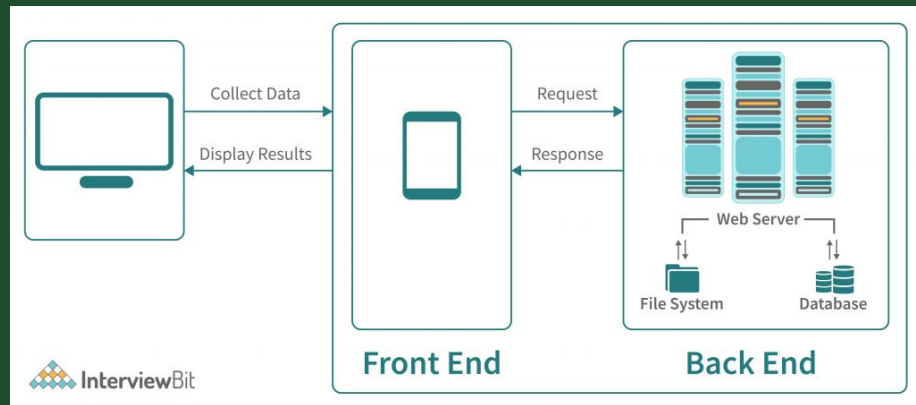 Collect Data
Request
Display Results
Response
Web Server
File System
Database
Front End
Back End
InterviewBit